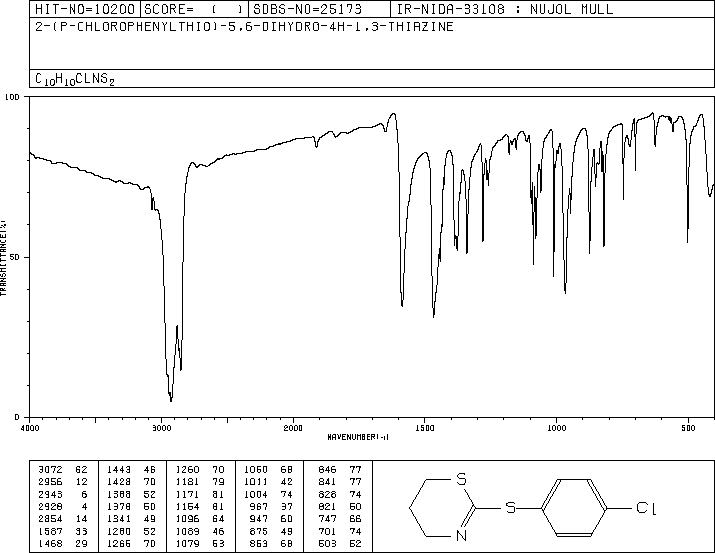 HIT-NO=10200 SCORE= ( ) SDBS-NO=25173 IR-NIDA-33108 : NUJOL MULL
2-(P-CHLOROPHENYLTHIO)-5,6-DIHYDRO-4H-1,3-THIAZINE
C10H10CLNS2
100
50
0
TRANSMITTANCE(%)
4000 3000 2000 1500 1000 500
WAVENUMBER(-1)
3072 62 1443 46 1260 70 1060 68 846 77
2956 12 1428 70 1181 79 1011 42 841 77
2943 6 1388 52 1171 81 1004 74 828 74
2928 4 1378 50 1154 81 967 37 821 50
2854 14 1341 49 1096 64 947 60 747 66
1587 33 1280 52 1089 46 875 49 701 74
1468 29 1266 70 1079 53 853 68 503 52
S
S
N
Cl